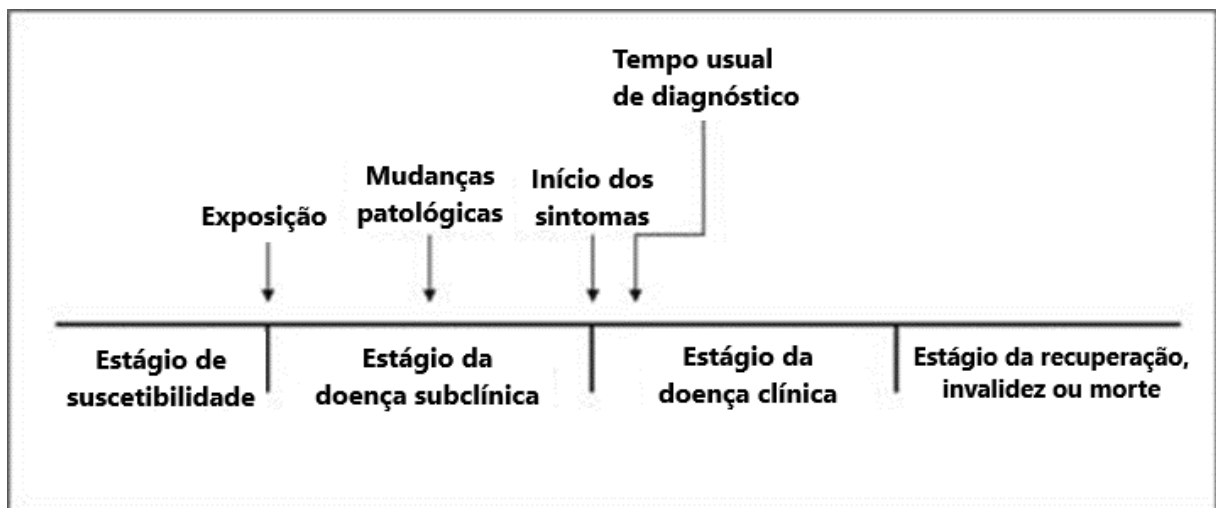 Tempo usual
de diagnóstico
Mudanças
patológicas
Início dos
sintomas
Exposição
Estágio de
suscetibilidade
Estágio da
doença subclínica
Estágio da
doença clínica
Estágio da recuperação,
invalidez ou morte